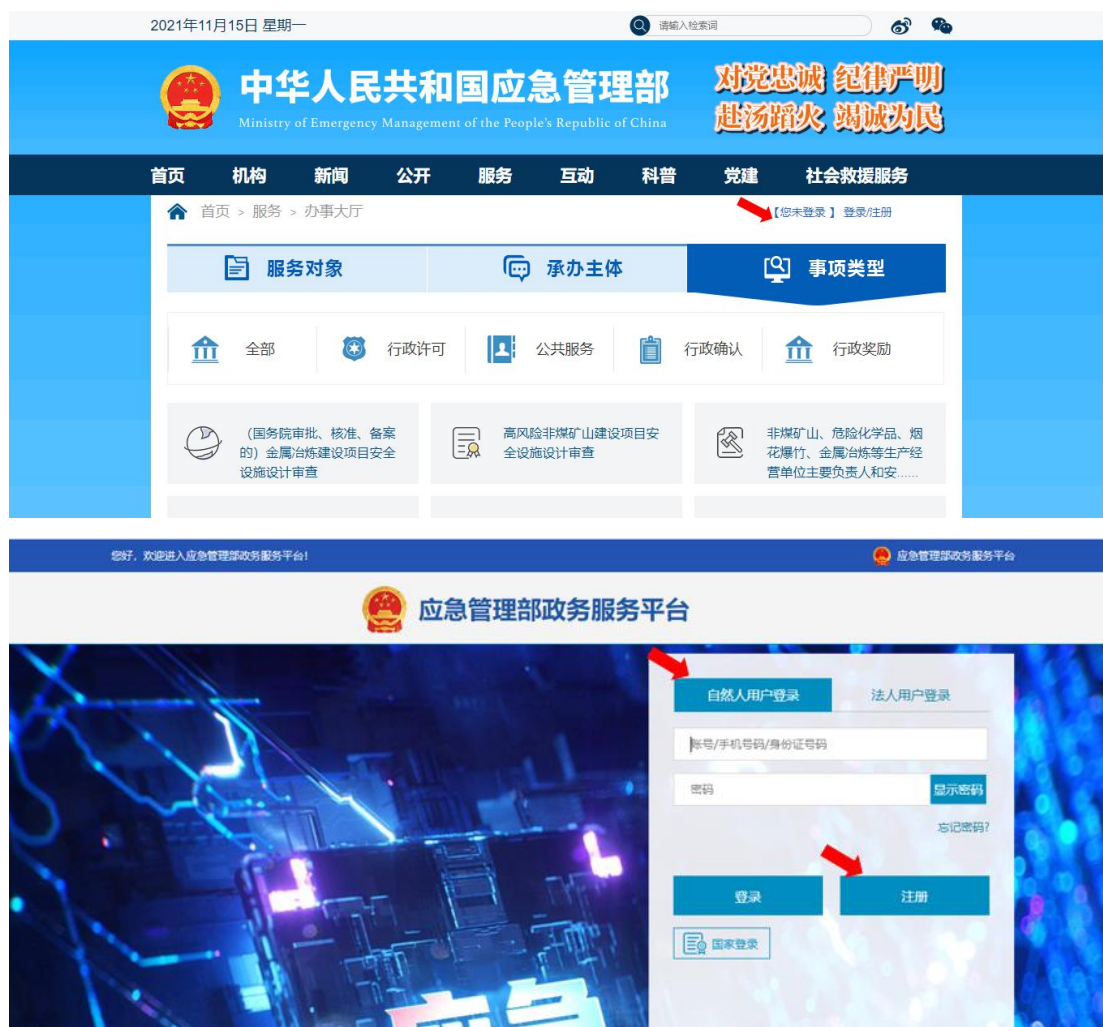 2021年11月15日 星期一
请输入检索词
中华人民共和国应急管理部
Ministry of Emergency Management of the People's Republic of China
对党忠诚 纪律严明
赴汤蹈火 竭诚为民
首页 机构 新闻 公开 服务 互动 科普 党建 社会救援服务
首页 > 服务 > 办事大厅
【您未登录 】 登录/注册
服务对象 承办主体 事项类型
全部 行政许可 公共服务 行政确认 行政奖励
（国务院审批、核准、备案
的）金属冶炼建设项目安全
设施设计审查
高风险非煤矿山建设项目安
全设施设计审查
非煤矿山、危险化学品、烟
花爆竹、金属冶炼等生产经
营单位主要负责人和安……
您好，欢迎进入应急管理部政务服务平台!
应急管理部政务服务平台
应急管理部政务服务平台
自然人用户登录 法人用户登录
账号/手机号码/身份证号码
密码 显示密码
忘记密码?
登录 注册
国家登录
应急